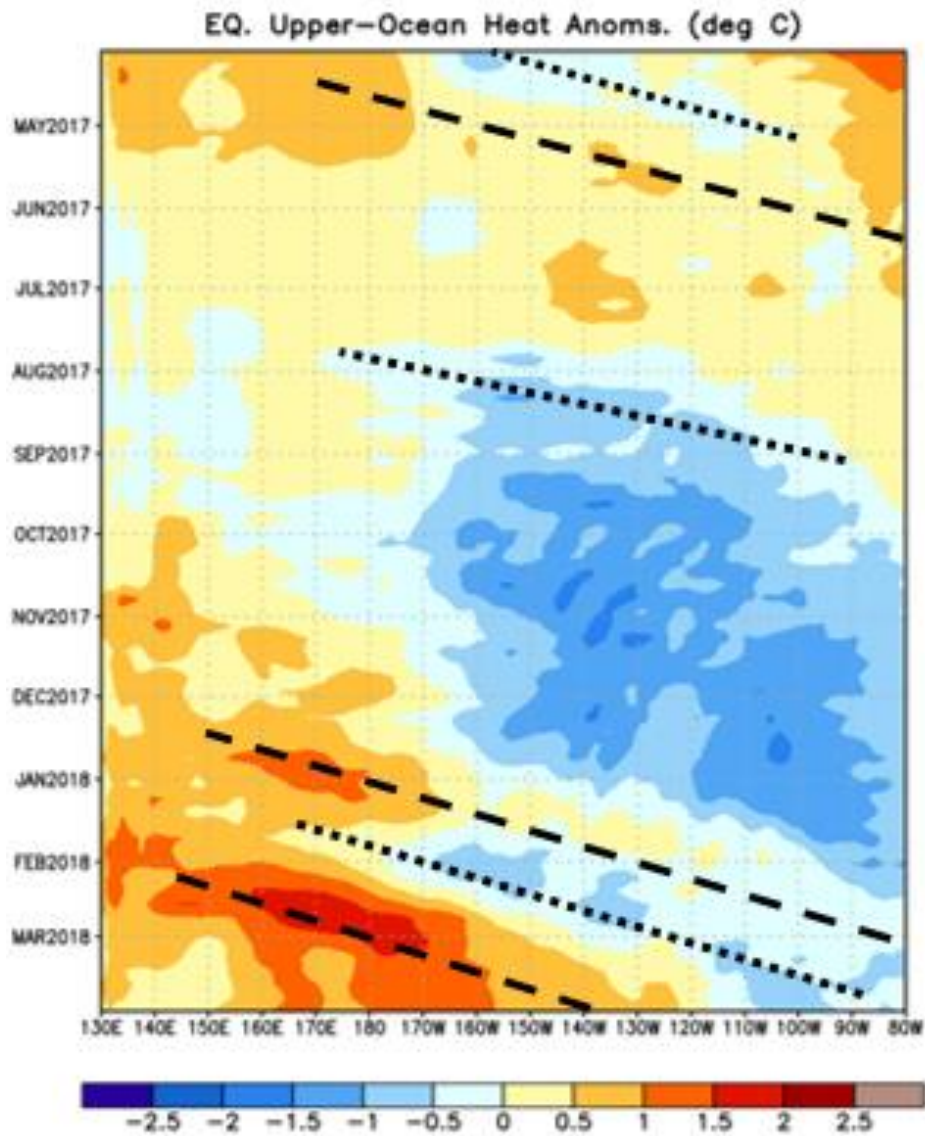 EQ. Upper-Ocean Heat Anoms. (deg C)
MAY2017
JUN2017
JUL2017
AUG2017
SEP2017
OCT2017
NOV2017
DEC2017
JAN2018
FEB2018
MAR2018
130E 140E 150E 160E 170E 180 170W 160W 150W 140W 130W 120W 110W 100W 90W 80W
-2.5 -2 -1.5 -1 -0.5 0 0.5 1 1.5 2 2.5